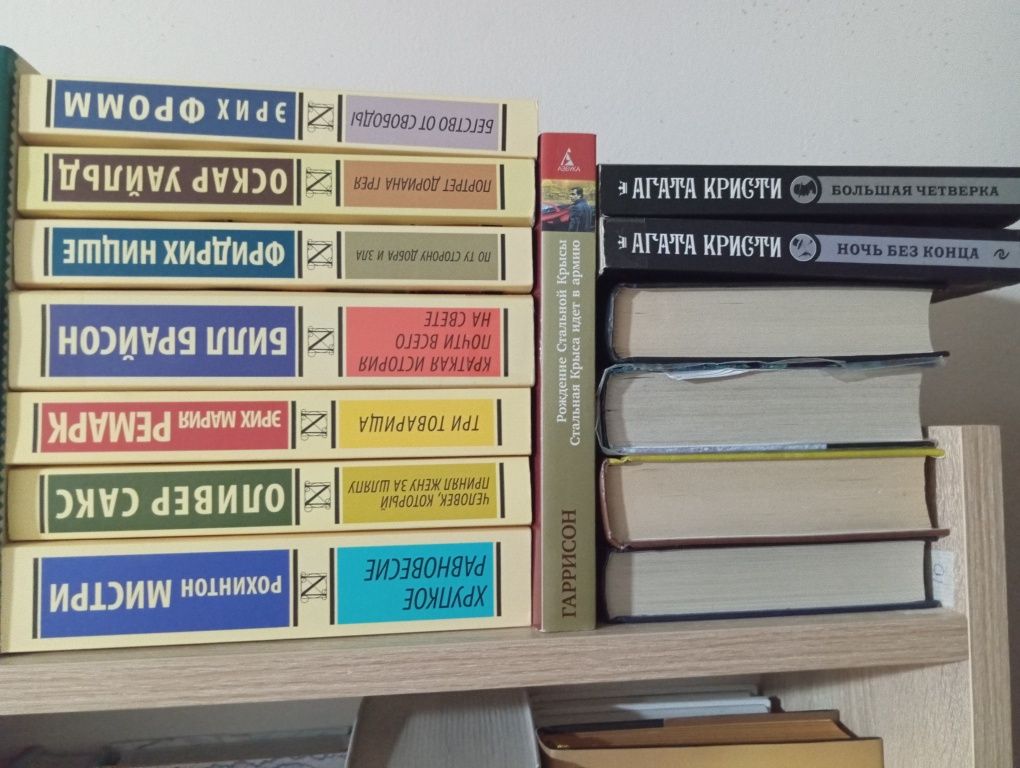 ЭРИХ ФРОММ
БЕГСТВО ОТ СВОБОДЫ
ОСКАР УАЙЛЬД
ПОРТРЕТ ДОРИАНА ГРЕЯ
ФРИДРИХ НИЦШЕ
ПО ТУ СТОРОНУ ДОБРА И ЗЛА
БИЛЛ БРАЙСОН
КРАТКАЯ ИСТОРИЯ
ПОЧТИ ВСЕГО
НА СВЕТЕ
ЭРИХ МАРИЯ РЕМАРК
ТРИ ТОВАРИЩА
ОЛИВЕР САКС
ЧЕЛОВЕК, КОТОРЫЙ
ПРИНЯЛ ЖЕНУ ЗА ШЛЯПУ
РОХИНТОН МИСТРИ
ХРУПКОЕ
РАВНОВЕСИЕ
ГАРРИСОН
Рождение Стальной Крысы
Стальная Крыса идет в армию
АЗБУКА
АГАТА КРИСТИ
БОЛЬШАЯ ЧЕТВЕРКА
АГАТА КРИСТИ
НОЧЬ БЕЗ КОНЦА